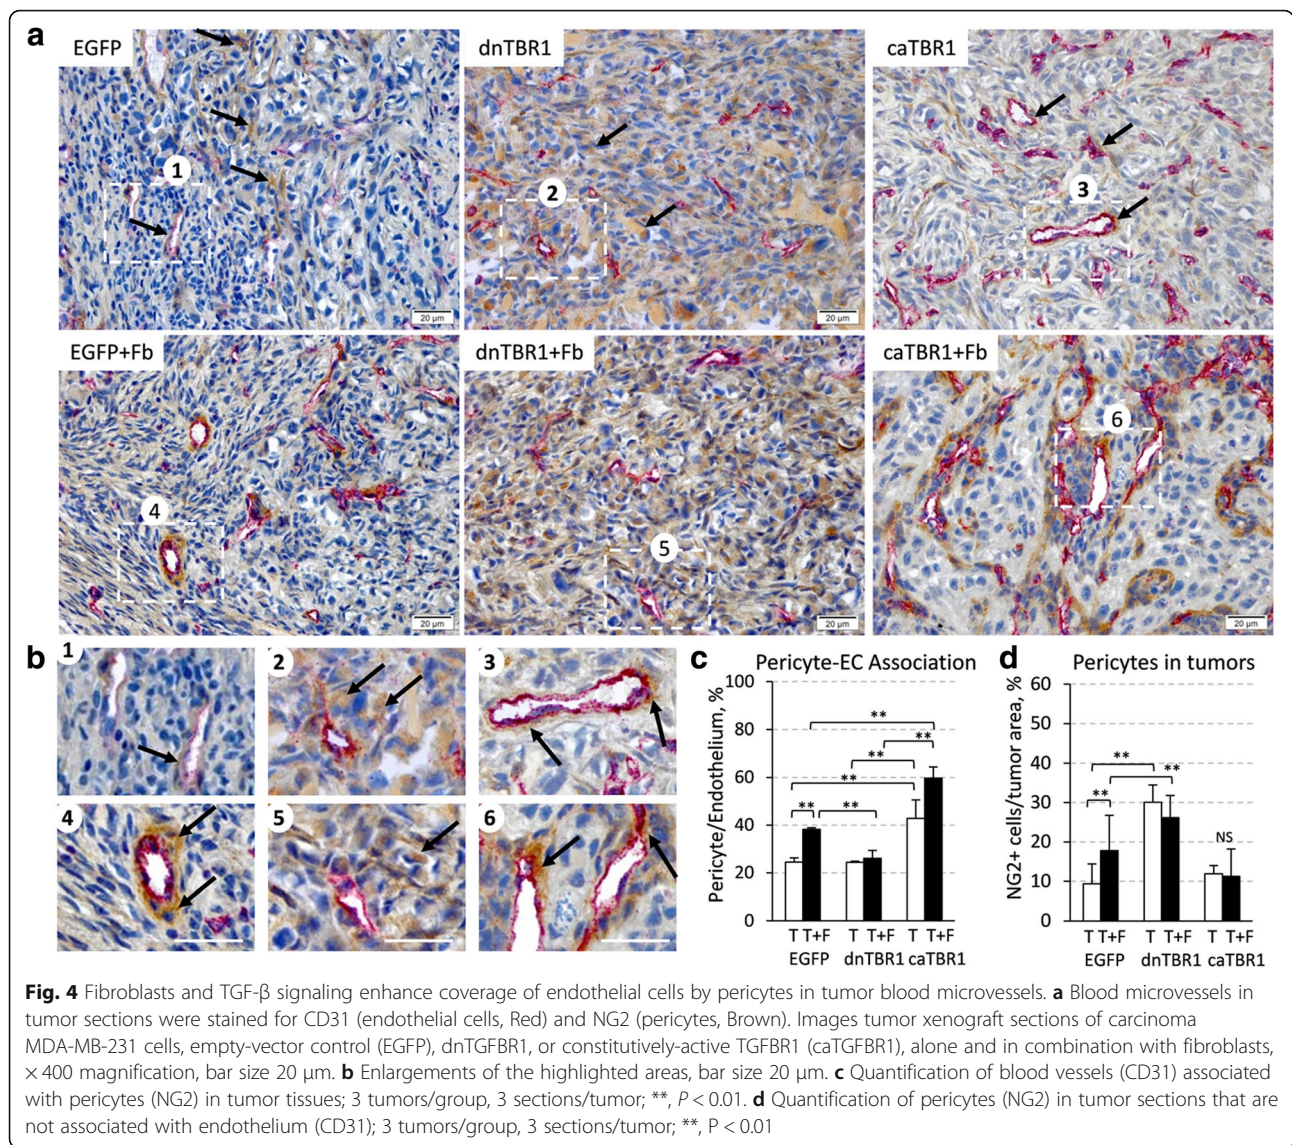 a
EGFP
dnTBR1
caTBR1
1
2
3
20 µm
20 µm
20 µm
EGFP+Fb
dnTBR1+Fb
caTBR1+Fb
4
5
6
20 µm
20 µm
20 µm
b
1
2
3
4
5
6
c
Pericyte-EC Association
Pericyte/Endothelium, %
100
80
60
40
20
0
**
**
**
**
**
**
T T+F
T T+F
T T+F
EGFP
dnTBR1
caTBR1
d
Pericytes in tumors
NG2+ cells/tumor area, %
60
50
40
30
20
10
0
**
**
**
NS
T T+F
T T+F
T T+F
EGFP
dnTBR1
caTBR1
Fig. 4 Fibroblasts and TGF-β signaling enhance coverage of endothelial cells by pericytes in tumor blood microvessels. a Blood microvessels in
tumor sections were stained for CD31 (endothelial cells, Red) and NG2 (pericytes, Brown). Images tumor xenograft sections of carcinoma
MDA-MB-231 cells, empty-vector control (EGFP), dnTGFBR1, or constitutively-active TGFBR1 (caTGFBR1), alone and in combination with fibroblasts,
× 400 magnification, bar size 20 µm. b Enlargements of the highlighted areas, bar size 20 µm. c Quantification of blood vessels (CD31) associated
with pericytes (NG2) in tumor tissues; 3 tumors/group, 3 sections/tumor; **, P < 0.01. d Quantification of pericytes (NG2) in tumor sections that are
not associated with endothelium (CD31); 3 tumors/group, 3 sections/tumor; **, P < 0.01